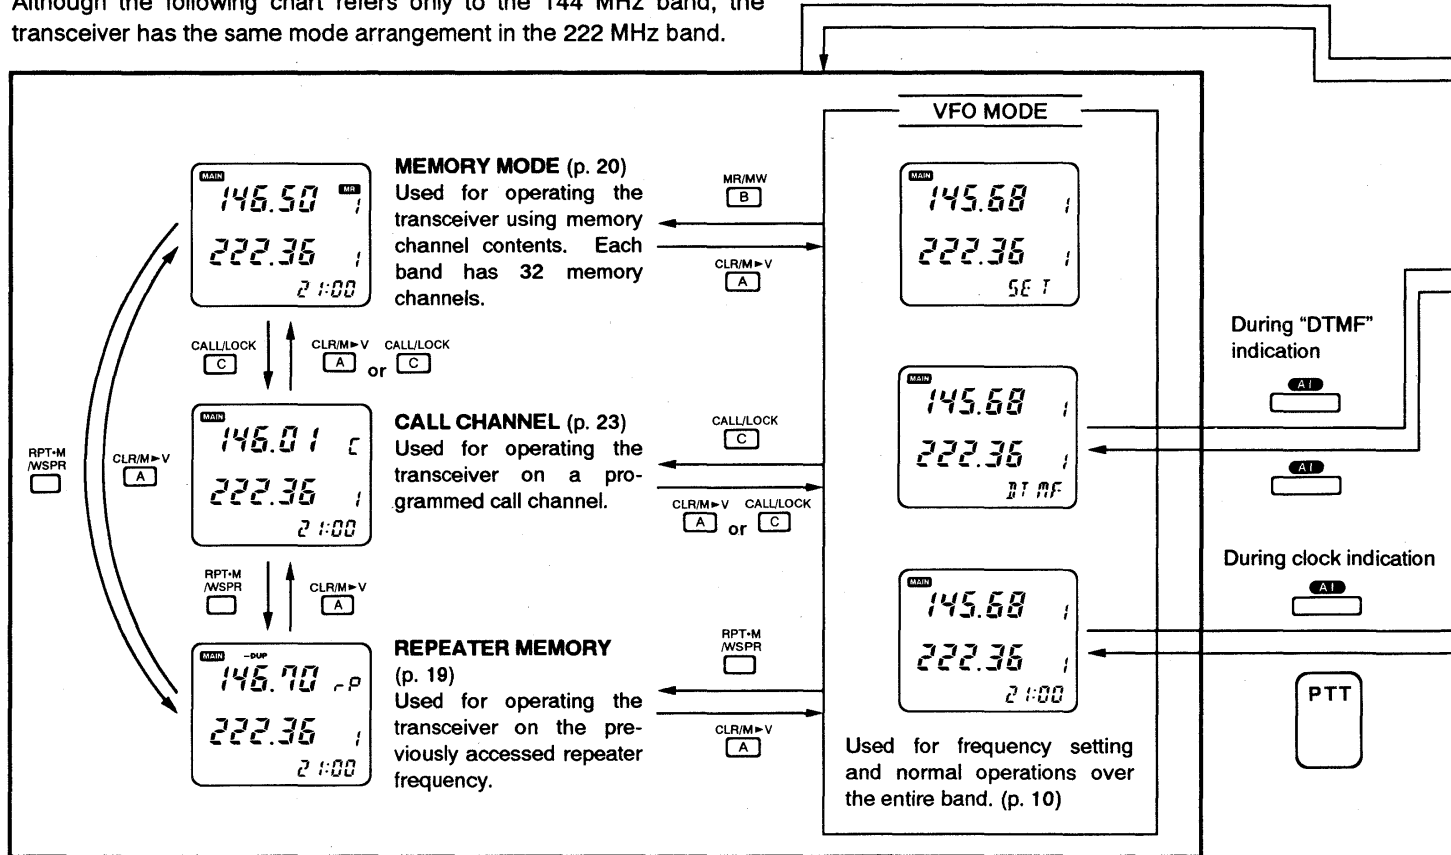 Although the following chart refers only to the 144 MHz band, the
transceiver has the same mode arrangement in the 222 MHz band.
VFO MODE
MAIN
146.50 MR 1
222.36 1
21:00
MEMORY MODE (p. 20)
Used for operating the
transceiver using memory
channel contents. Each
band has 32 memory
channels.
MR/MW
B
CLR/M►V
A
MAIN
145.68 1
222.36 1
SET
CALL/LOCK
C
CLR/M►V CALL/LOCK
A or C
During "DTMF"
indication
AI
AI
MAIN
145.68 1
222.36 1
DTMF
RPT•M
/WSPR
CLR/M►V
A
MAIN
146.01 C
222.36 1
21:00
CALL CHANNEL (p. 23)
Used for operating the
transceiver on a pro-
grammed call channel.
CALL/LOCK
C
CLR/M►V CALL/LOCK
A or C
RPT•M
/WSPR
CLR/M►V
A
During clock indication
AI
MAIN
145.68 1
222.36 1
21:00
MAIN -DUP
146.70 rP
222.36 1
21:00
REPEATER MEMORY
(p. 19)
Used for operating the
transceiver on the pre-
viously accessed repeater
frequency.
RPT•M
/WSPR
CLR/M►V
A
PTT
Used for frequency setting
and normal operations over
the entire band. (p. 10)